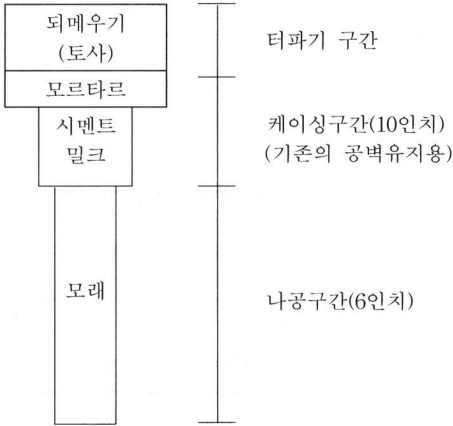 되메우기
(토사)
터파기 구간
모르타르
시멘트
밀크
케이싱구간(10인치)
(기존의 공벽유지용)
모래
나공구간(6인치)